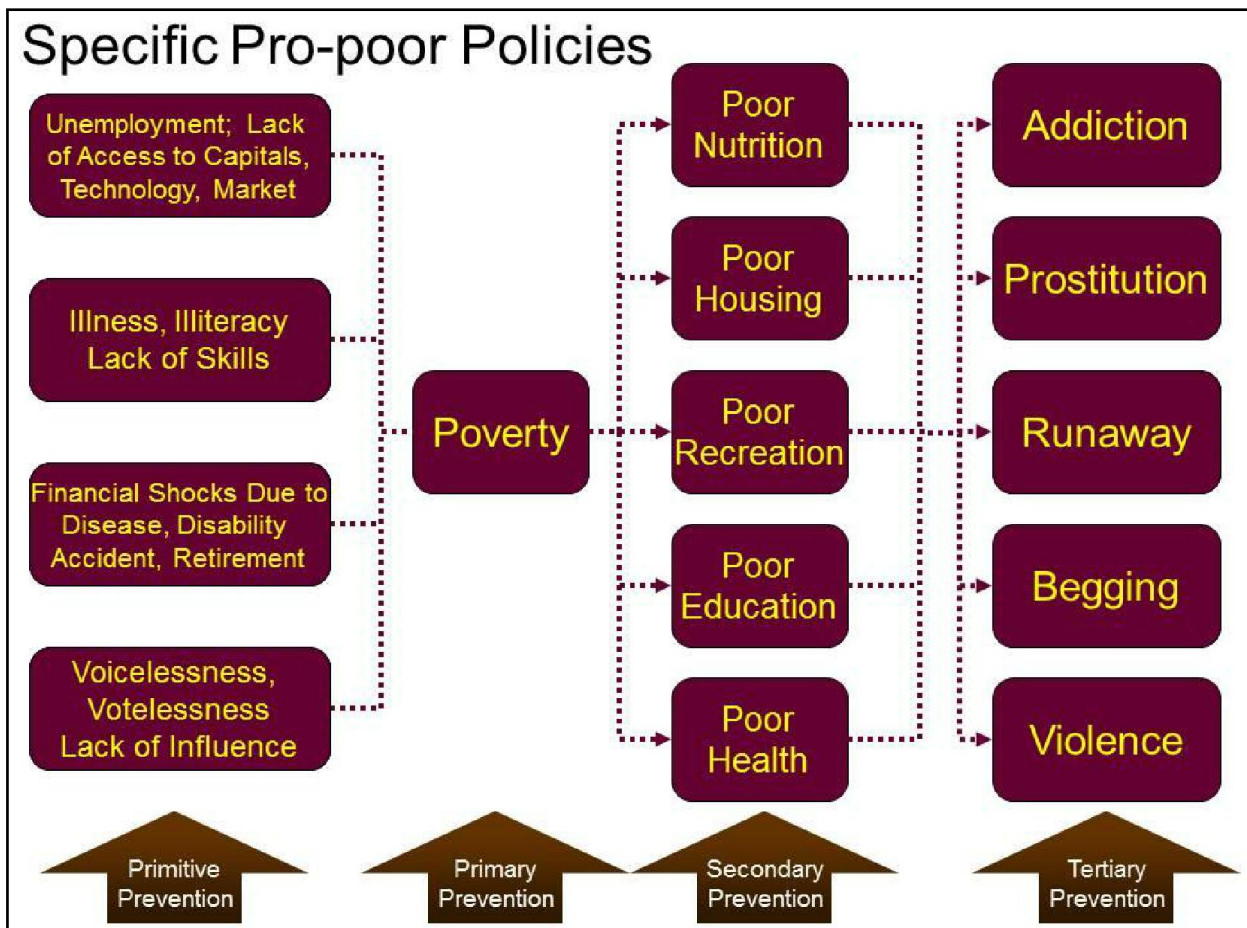 Specific Pro-poor Policies
Unemployment; Lack
of Access to Capitals,
Technology, Market
Illness, Illiteracy
Lack of Skills
Financial Shocks Due to
Disease, Disability
Accident, Retirement
Voicelessness,
Votelessness
Lack of Influence
Poverty
Poor
Nutrition
Poor
Housing
Poor
Recreation
Poor
Education
Poor
Health
Addiction
Prostitution
Runaway
Begging
Violence
Primitive
Prevention
Primary
Prevention
Secondary
Prevention
Tertiary
Prevention